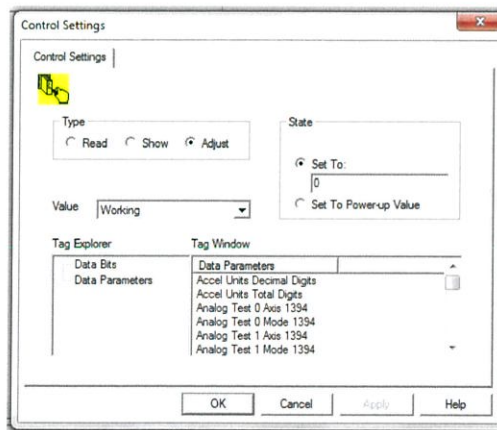 Control Settings
Control Settings
Type
Read Show Adjust
State
Set To:
0
Set To Power-up Value
Value Working
Tag Explorer
Data Bits
Data Parameters
Tag Window
Data Parameters
Accel Units Decimal Digits
Accel Units Total Digits
Analog Test 0 Axis 1394
Analog Test 0 Mode 1394
Analog Test 1 Axis 1394
Analog Test 1 Mode 1394
OK Cancel Apply Help